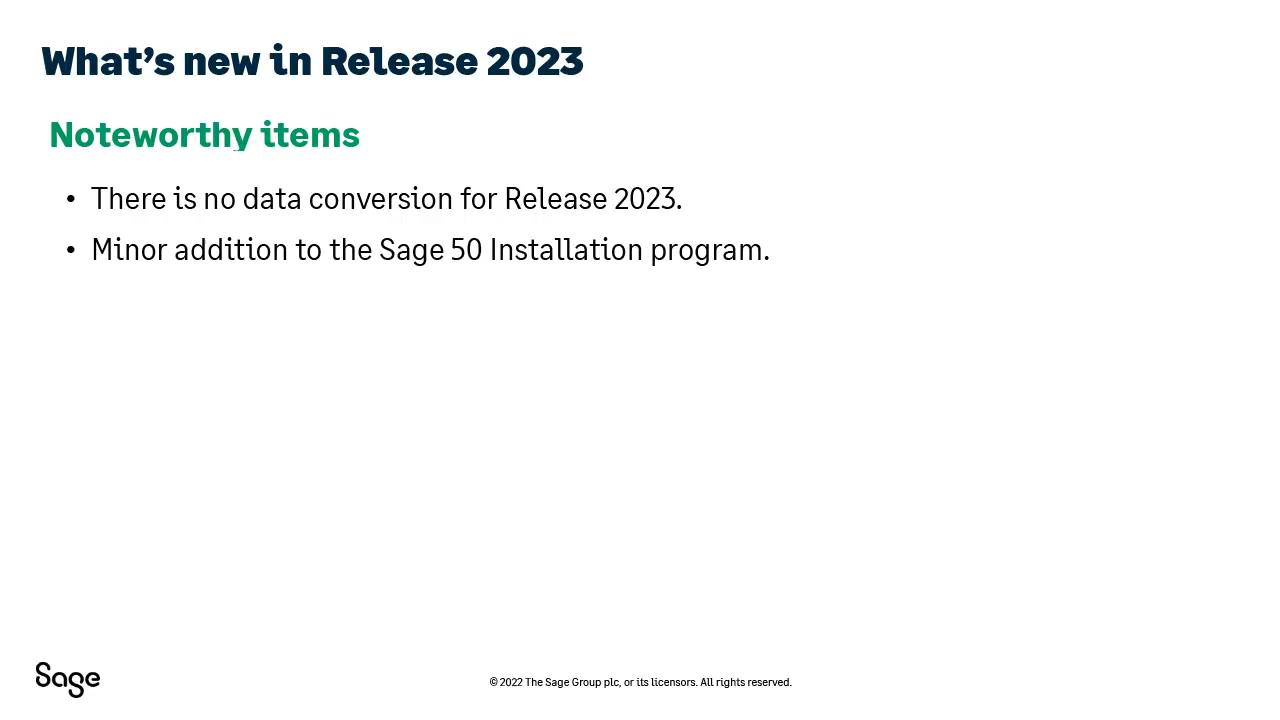 What’s new in Release 2023
Noteworthy items
• There is no data conversion for Release 2023.
• Minor addition to the Sage 50 Installation program.
Sage
© 2022 The Sage Group plc, or its licensors. All rights reserved.